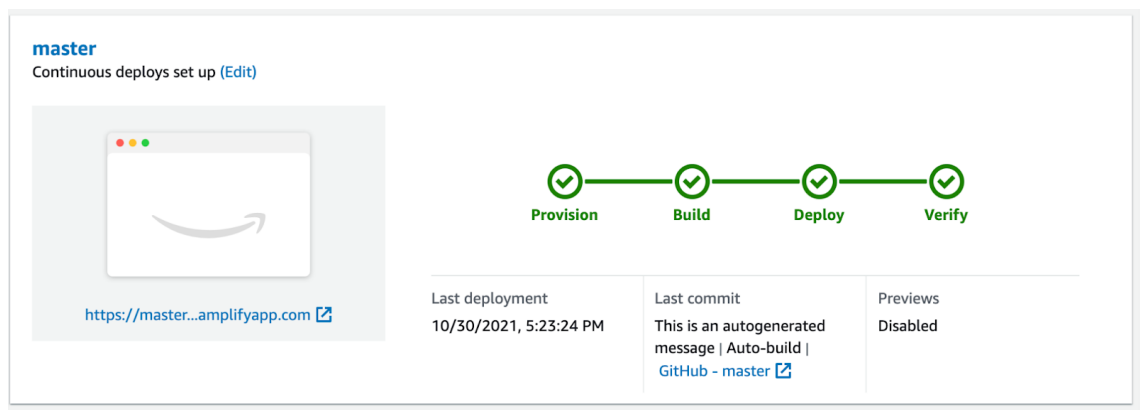 master
Continuous deploys set up (Edit)
https://master...amplifyapp.com
Provision
Build
Deploy
Verify
Last deployment
10/30/2021, 5:23:24 PM
Last commit
This is an autogenerated
message | Auto-build |
GitHub - master
Previews
Disabled